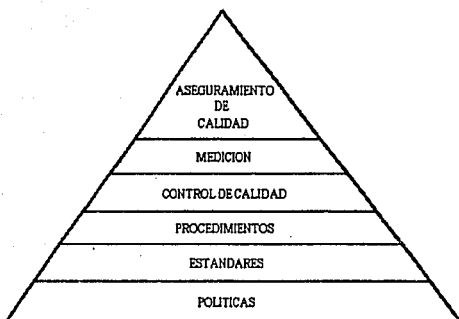 ASEGURAMIENTO
DE
CALIDAD
MEDICION
CONTROL DE CALIDAD
PROCEDIMIENTOS
ESTANDARES
POLITICAS